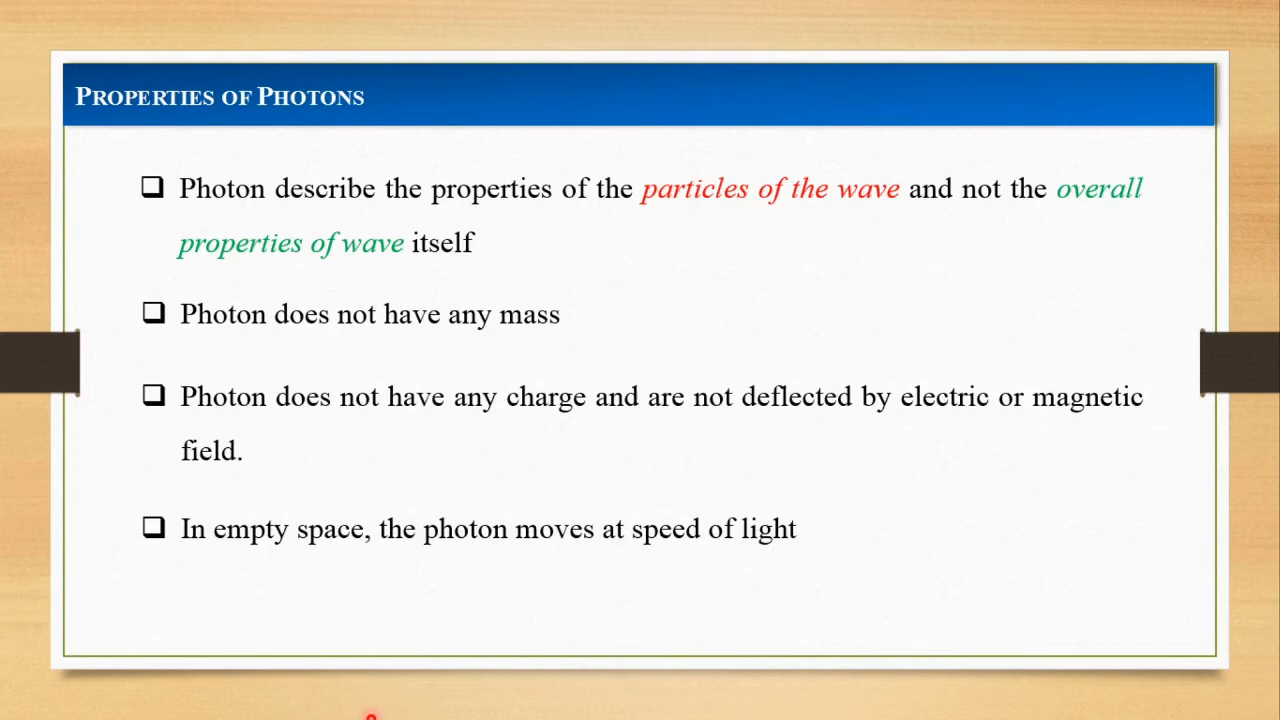 PROPERTIES OF PHOTONS
Photon describe the properties of the particles of the wave and not the overall
properties of wave itself
Photon does not have any mass
Photon does not have any charge and are not deflected by electric or magnetic
field.
In empty space, the photon moves at speed of light